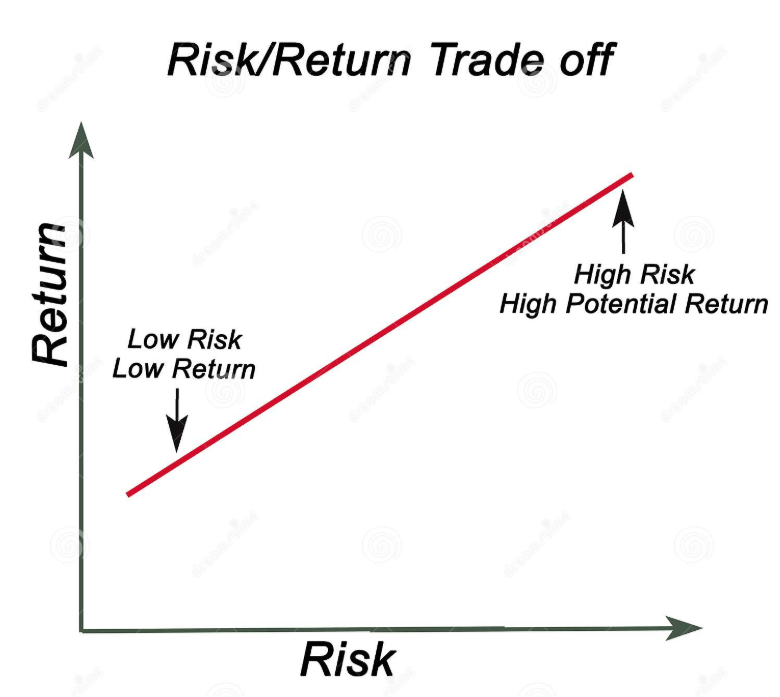 Risk/Return Trade off
Return
Low Risk
Low Return
High Risk
High Potential Return
Risk